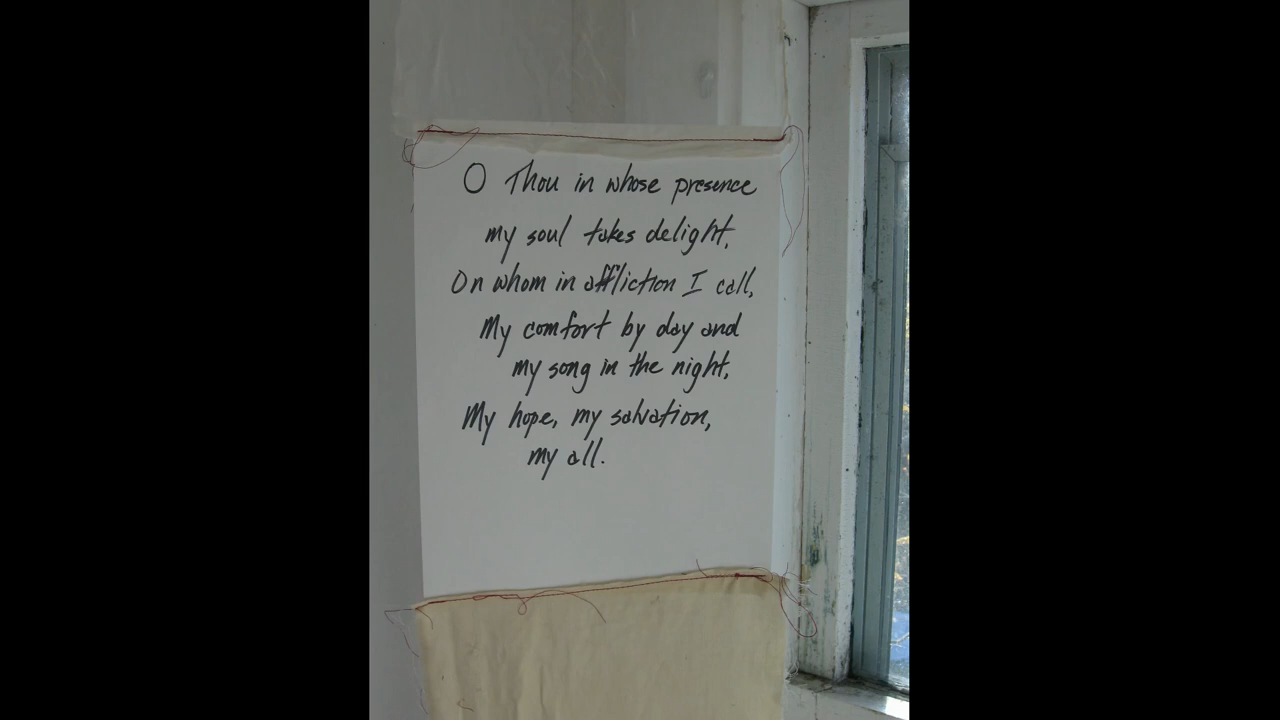 O Thou in whose presence
my soul takes delight,
On whom in affliction I call,
My comfort by day and
my song in the night,
My hope, my salvation,
my all.